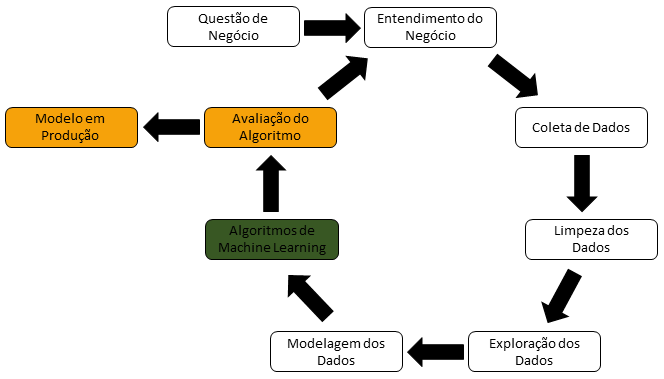 Questão de
Negócio
Entendimento do
Negócio
Modelo em
Produção
Avaliação do
Algoritmo
Coleta de Dados
Algoritmos de
Machine Learning
Limpeza dos
Dados
Modelagem dos
Dados
Exploração dos
Dados